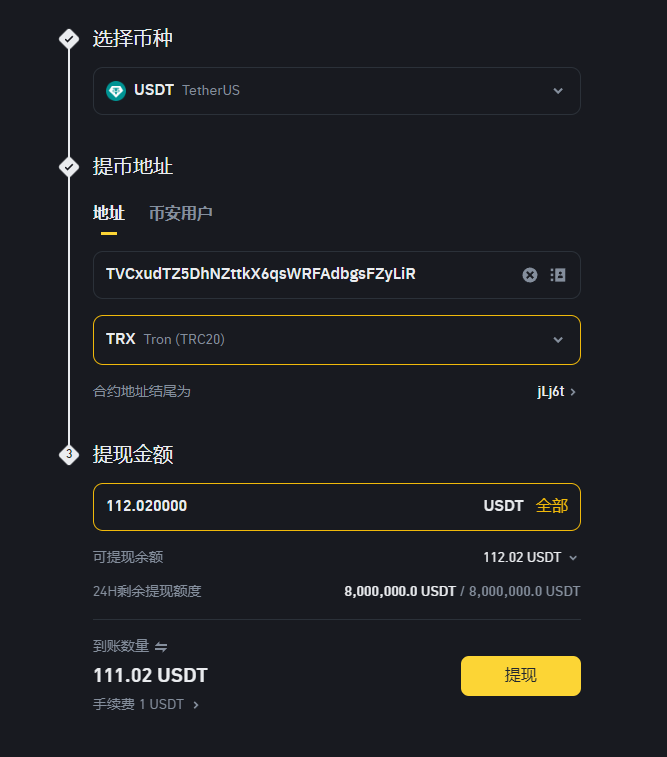 选择币种
USDT TetherUS
提币地址
地址 币安用户
TVCxudTZ5DhNZttkX6qsWRFAdbgsFZyLiR
TRX Tron (TRC20)
合约地址结尾为 jLj6t
3 提现金额
112.020000 USDT 全部
可提现余额 112.02 USDT
24H剩余提现额度 8,000,000.0 USDT / 8,000,000.0 USDT
到账数量
111.02 USDT 提现
手续费 1 USDT